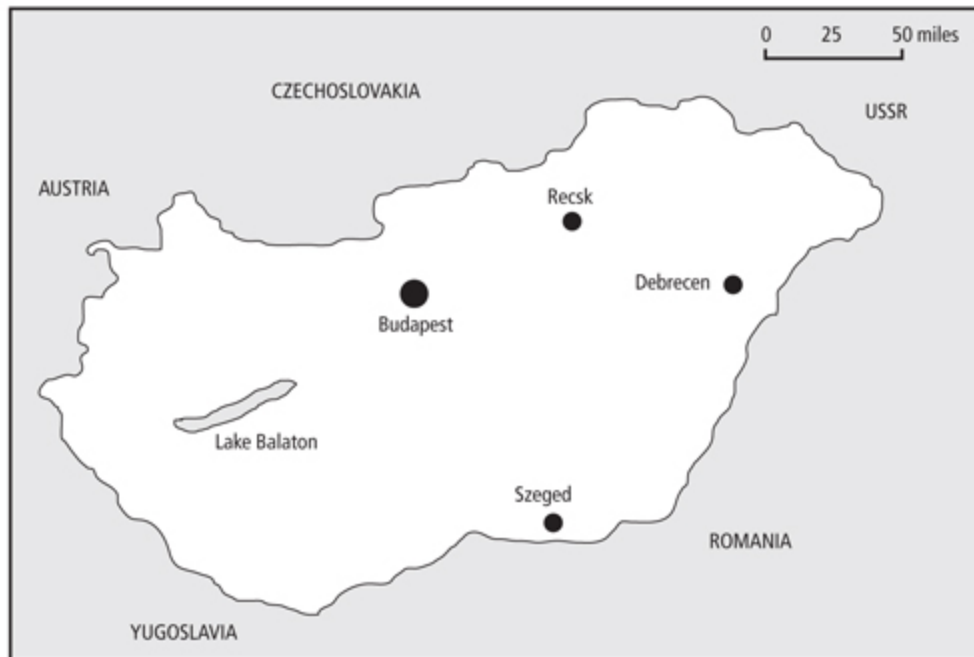 0 25 50 miles
CZECHOSLOVAKIA
USSR
AUSTRIA
Recsk
Debrecen
Budapest
Lake Balaton
Szeged
ROMANIA
YUGOSLAVIA